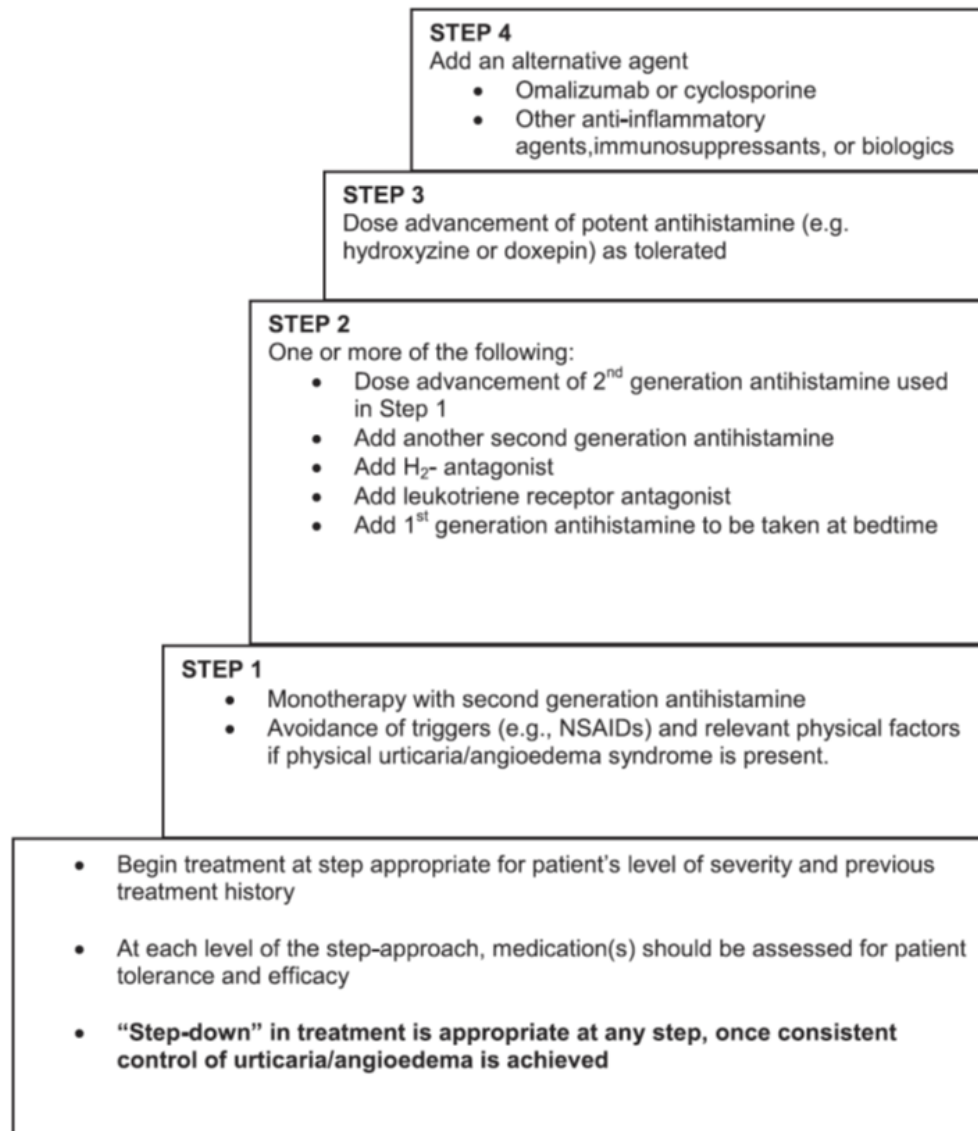 STEP 4
Add an alternative agent
• Omalizumab or cyclosporine
• Other anti-inflammatory
agents,immunosuppressants, or biologics
STEP 3
Dose advancement of potent antihistamine (e.g.
hydroxyzine or doxepin) as tolerated
STEP 2
One or more of the following:
• Dose advancement of 2nd generation antihistamine used
in Step 1
• Add another second generation antihistamine
• Add H2- antagonist
• Add leukotriene receptor antagonist
• Add 1st generation antihistamine to be taken at bedtime
STEP 1
• Monotherapy with second generation antihistamine
• Avoidance of triggers (e.g., NSAIDs) and relevant physical factors
if physical urticaria/angioedema syndrome is present.
• Begin treatment at step appropriate for patient's level of severity and previous
treatment history
• At each level of the step-approach, medication(s) should be assessed for patient
tolerance and efficacy
• “Step-down” in treatment is appropriate at any step, once consistent
control of urticaria/angioedema is achieved